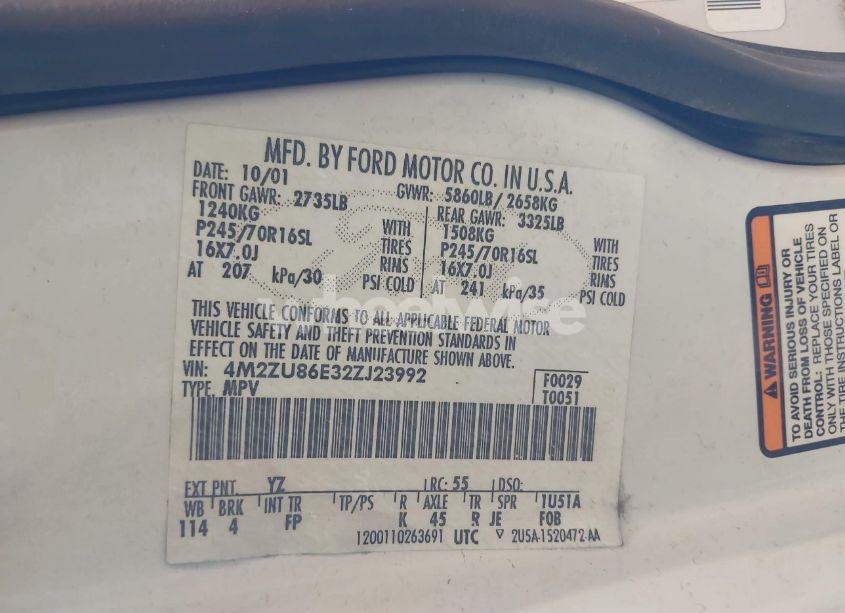 MFD. BY FORD MOTOR CO. IN U.S.A.
DATE: 10/01 GVWR: 5860LB/ 2658KG
FRONT GAWR: 2735LB REAR GAWR: 3325LB
1240KG WITH 1508KG WITH
P245/70R16SL TIRES P245/70R16SL TIRES
16X7.0J RIMS 16X7.0J RIMS
AT 207 kPa/30 PSI COLD AT 241 kPa/35 PSI COLD
THIS VEHICLE CONFORMS TO ALL APPLICABLE FEDERAL MOTOR
VEHICLE SAFETY AND THEFT PREVENTION STANDARDS IN
EFFECT ON THE DATE OF MANUFACTURE SHOWN ABOVE.
VIN: 4M2ZU86E32ZJ23992 F0029
TYPE: MPV T0051
EXT PNT: YZ RC: 55 DSO:
WB BRK INT TR TP/PS R AXLE TR SPR 1U51A
114 4 FP K 45 R JE FOB
1200110263691 UTC ▽ 2U5A-1520472-AA
WARNING
TO AVOID SERIOUS INJURY OR
DEATH FROM LOSS OF VEHICLE
CONTROL: REPLACE YOUR TIRES
ONLY WITH THOSE SPECIFIED ON
THE TIRE INSTRUCTIONS LABEL OR